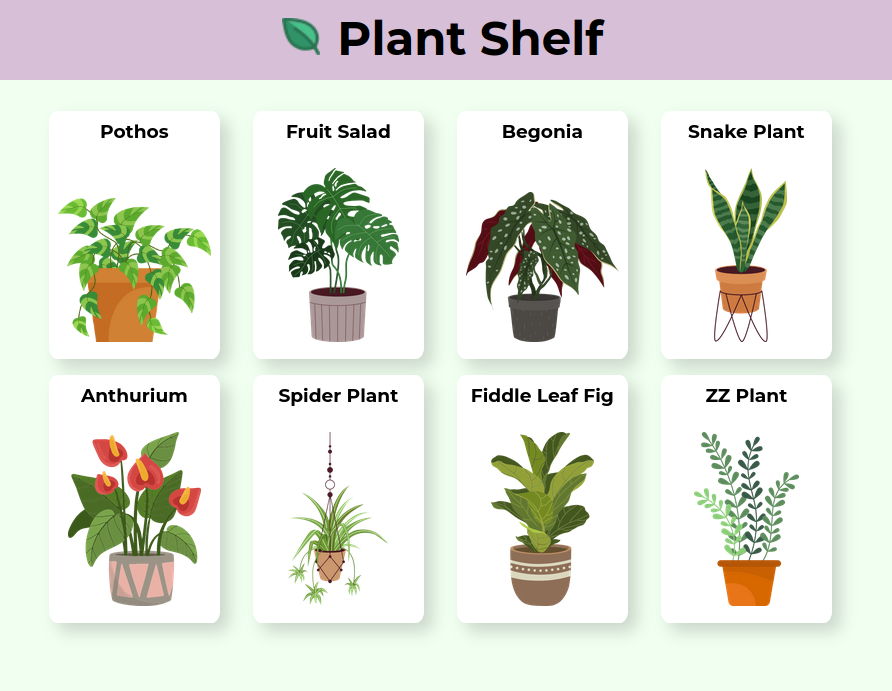 Plant Shelf
Pothos
Fruit Salad
Begonia
Snake Plant
Anthurium
Spider Plant
Fiddle Leaf Fig
ZZ Plant